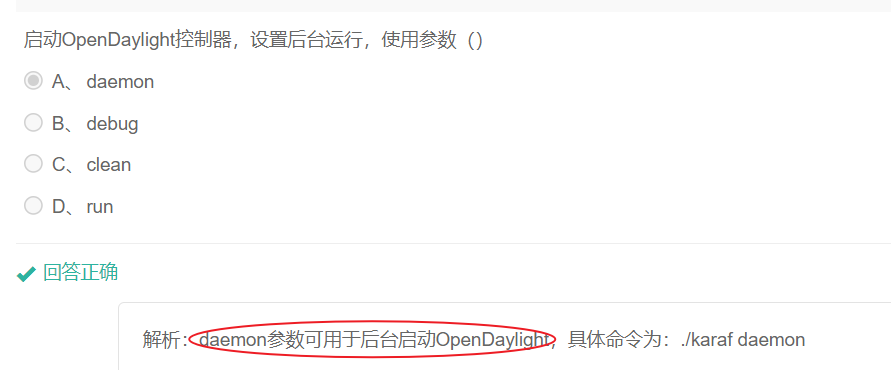 启动OpenDaylight控制器，设置后台运行，使用参数（）
A、 daemon
B、 debug
C、 clean
D、 run
回答正确
解析：daemon参数可用于后台启动OpenDaylight，具体命令为：./karaf daemon